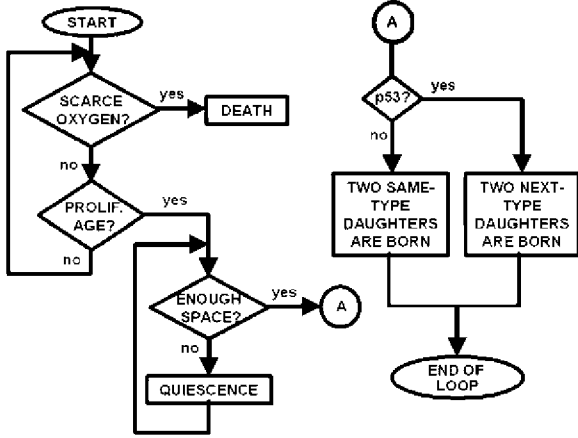 START
SCARCE
OXYGEN?
yes
DEATH
no
PROLIF.
AGE?
yes
no
ENOUGH
SPACE?
yes
A
no
QUIESCENCE
A
p53?
yes
no
TWO SAME-
TYPE
DAUGHTERS
ARE BORN
TWO NEXT-
TYPE
DAUGHTERS
ARE BORN
END OF
LOOP